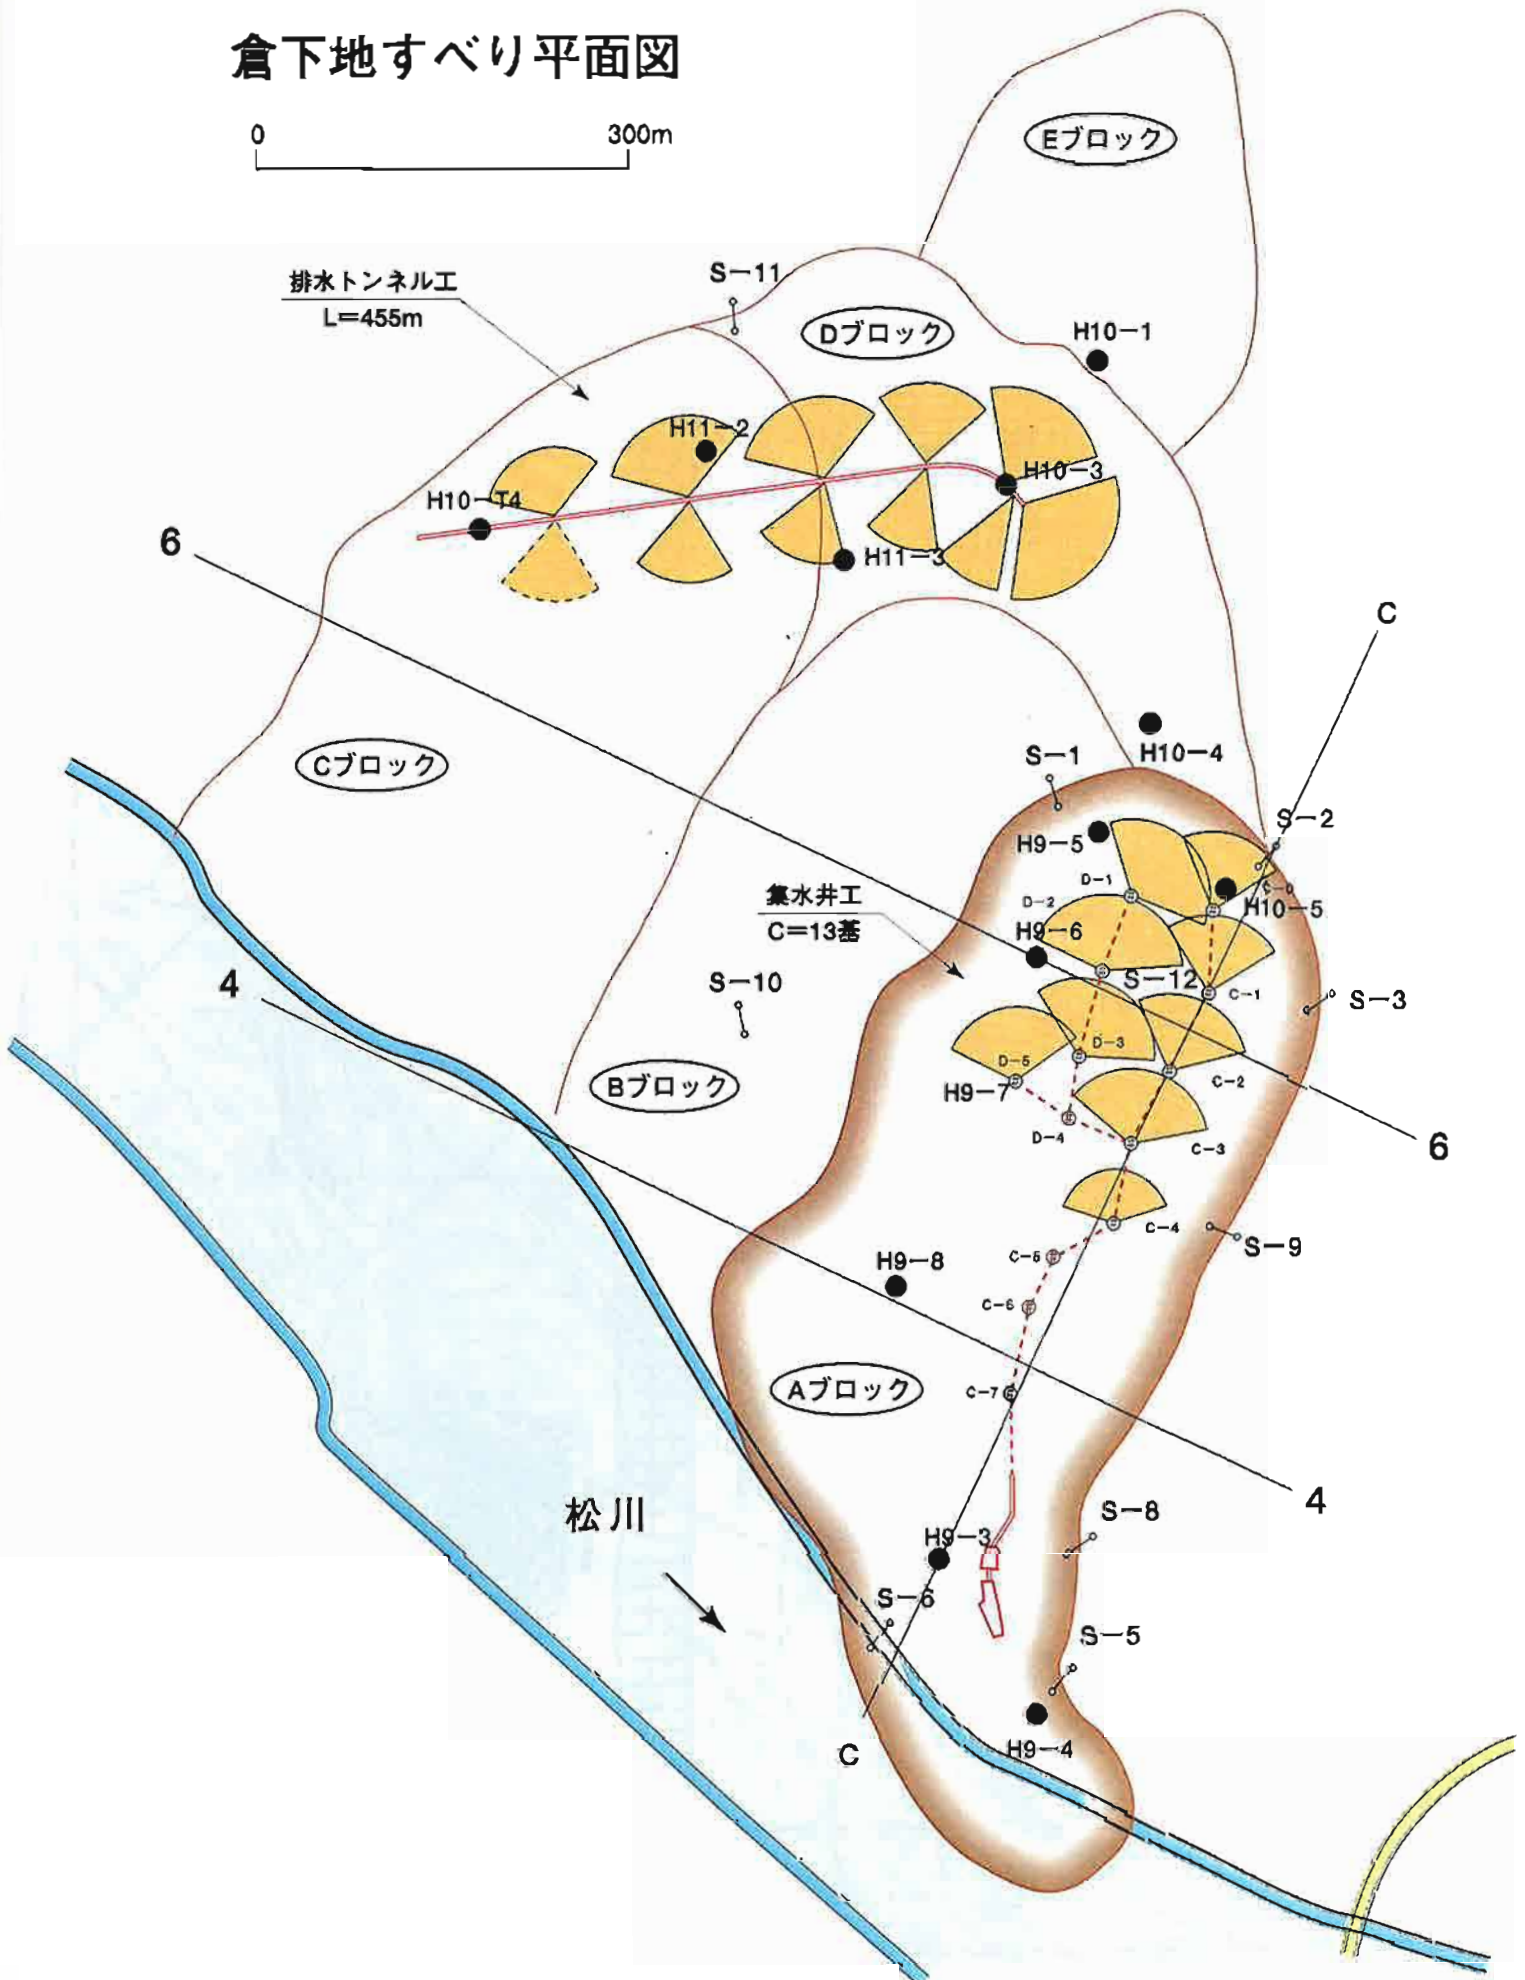 倉下地すべり平面図
0 300m
Eブロック
排水トンネル工
L=455m
S-11
Dブロック
H10-1
H11-2
H10-3
H10-T4
H11-3
6
C
Cブロック
H10-4
S-1
S-2
H9-5
D-1
C-0
H10-5
D-2
集水井工
C=13基
H9-6
S-12
C-1
S-3
4
S-10
D-3
D-5
C-2
Bブロック
H9-7
D-4
C-3
6
C-4
S-9
C-5
H9-8
C-6
Aブロック
C-7
4
松川
S-8
H9-3
S-6
S-5
H9-4
C